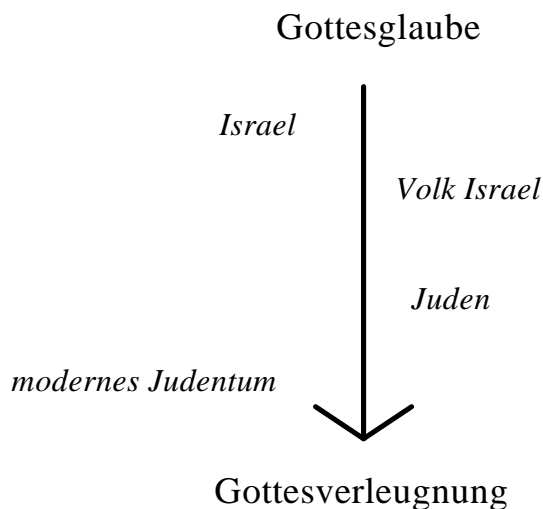 Gottesglaube
Israel
Volk Israel
Juden
modernes Judentum
Gottesverleugnung